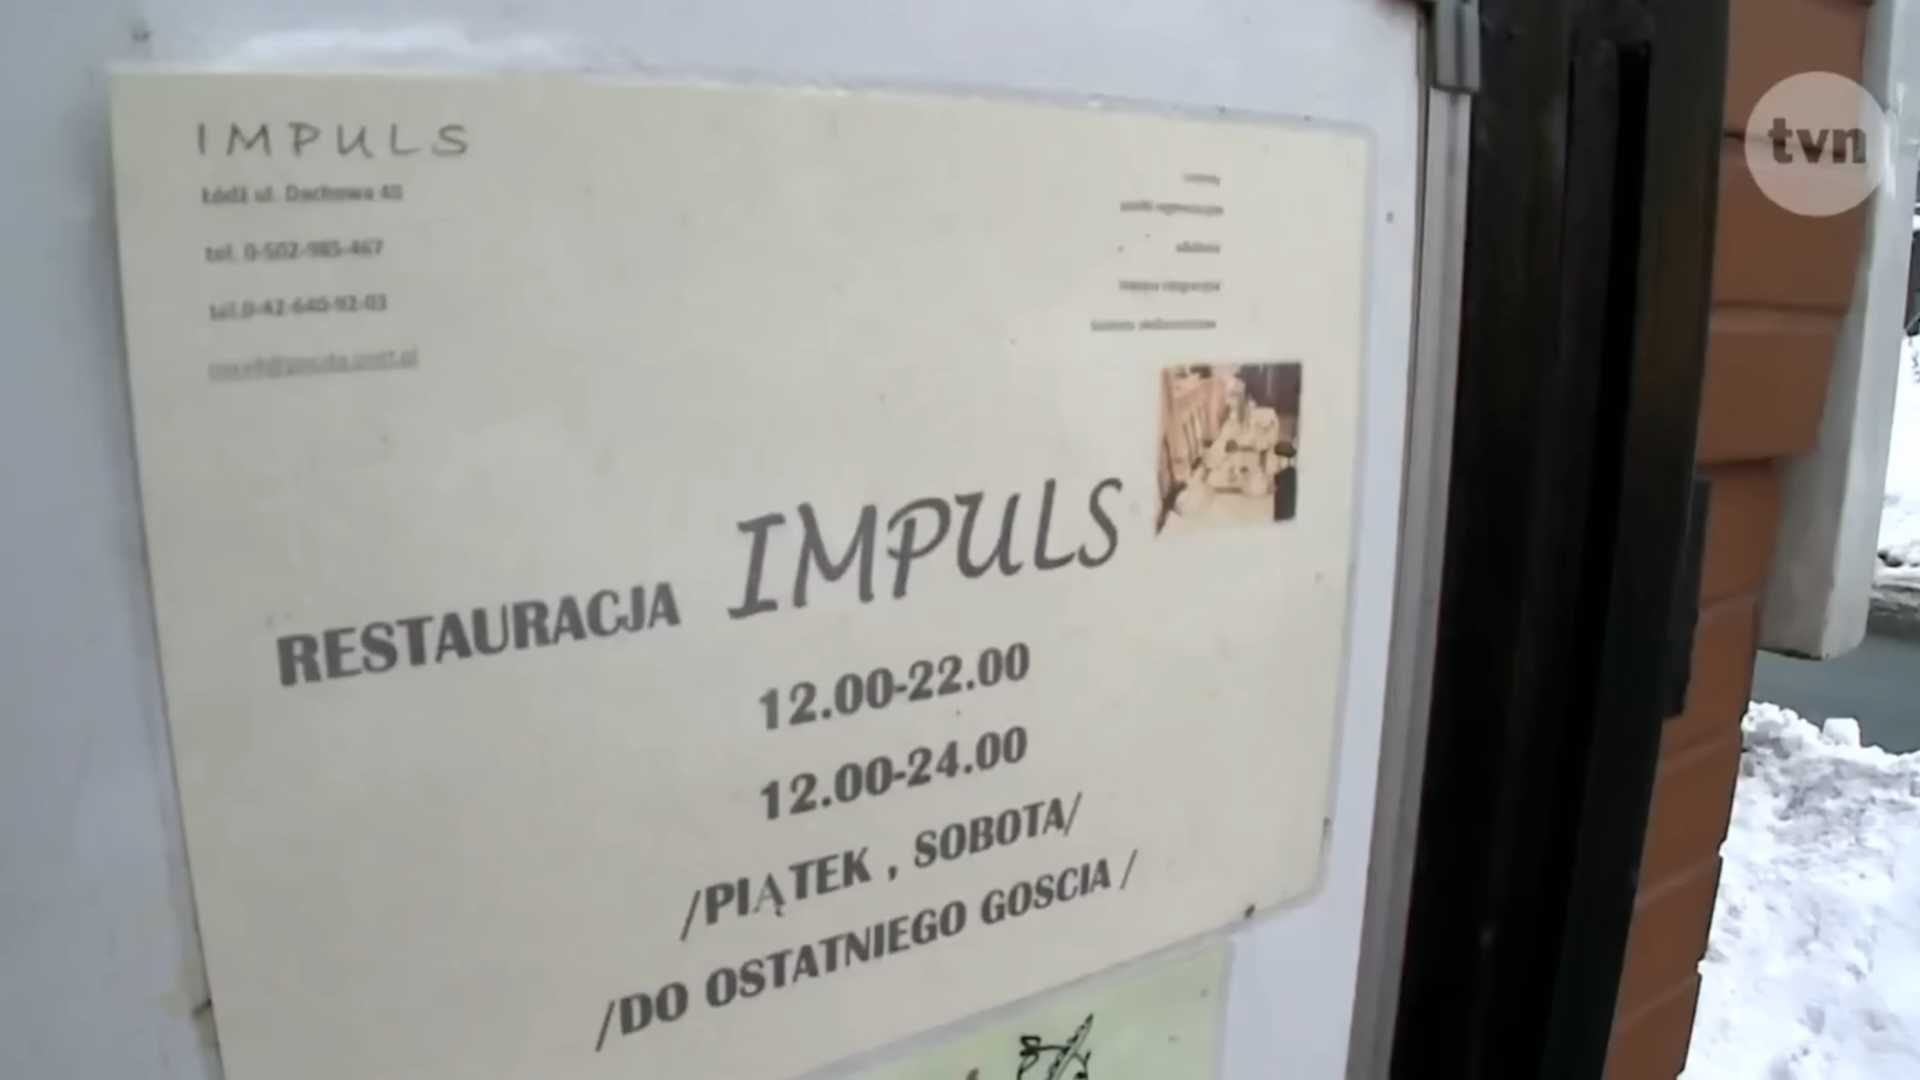 IMPULS
Łódź ul. Dachowa 40
tel. 0-502-985-467
tel.0-42-640-92-03
RESTAURACJA IMPULS
12.00-22.00
12.00-24.00
/PIĄTEK , SOBOTA/
/DO OSTATNIEGO GOSCIA /
tvn